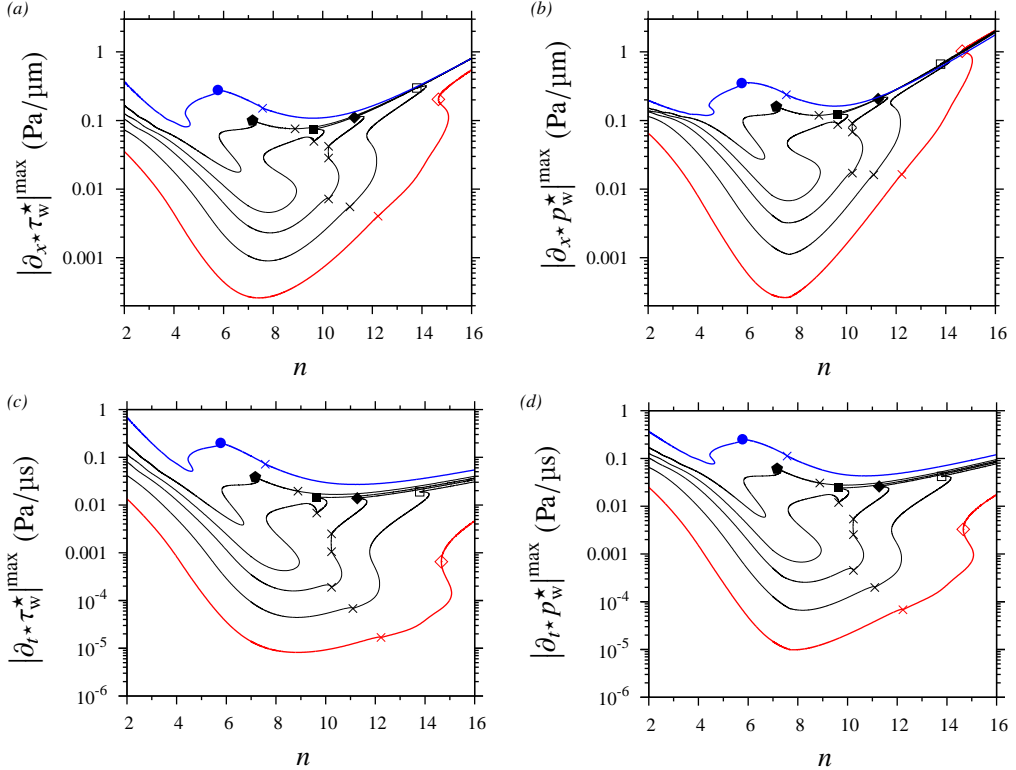 (a)
|∂x⋆ τw⋆|max (Pa/µm)
1
0.1
0.01
0.001
2 4 6 8 10 12 14 16
n
(b)
|∂x⋆ pw⋆|max (Pa/µm)
1
0.1
0.01
0.001
2 4 6 8 10 12 14 16
n
(c)
|∂t⋆ τw⋆|max (Pa/µs)
1
0.1
0.01
0.001
10-4
10-5
10-6
2 4 6 8 10 12 14 16
n
(d)
|∂t⋆ pw⋆|max (Pa/µs)
1
0.1
0.01
0.001
10-4
10-5
10-6
2 4 6 8 10 12 14 16
n